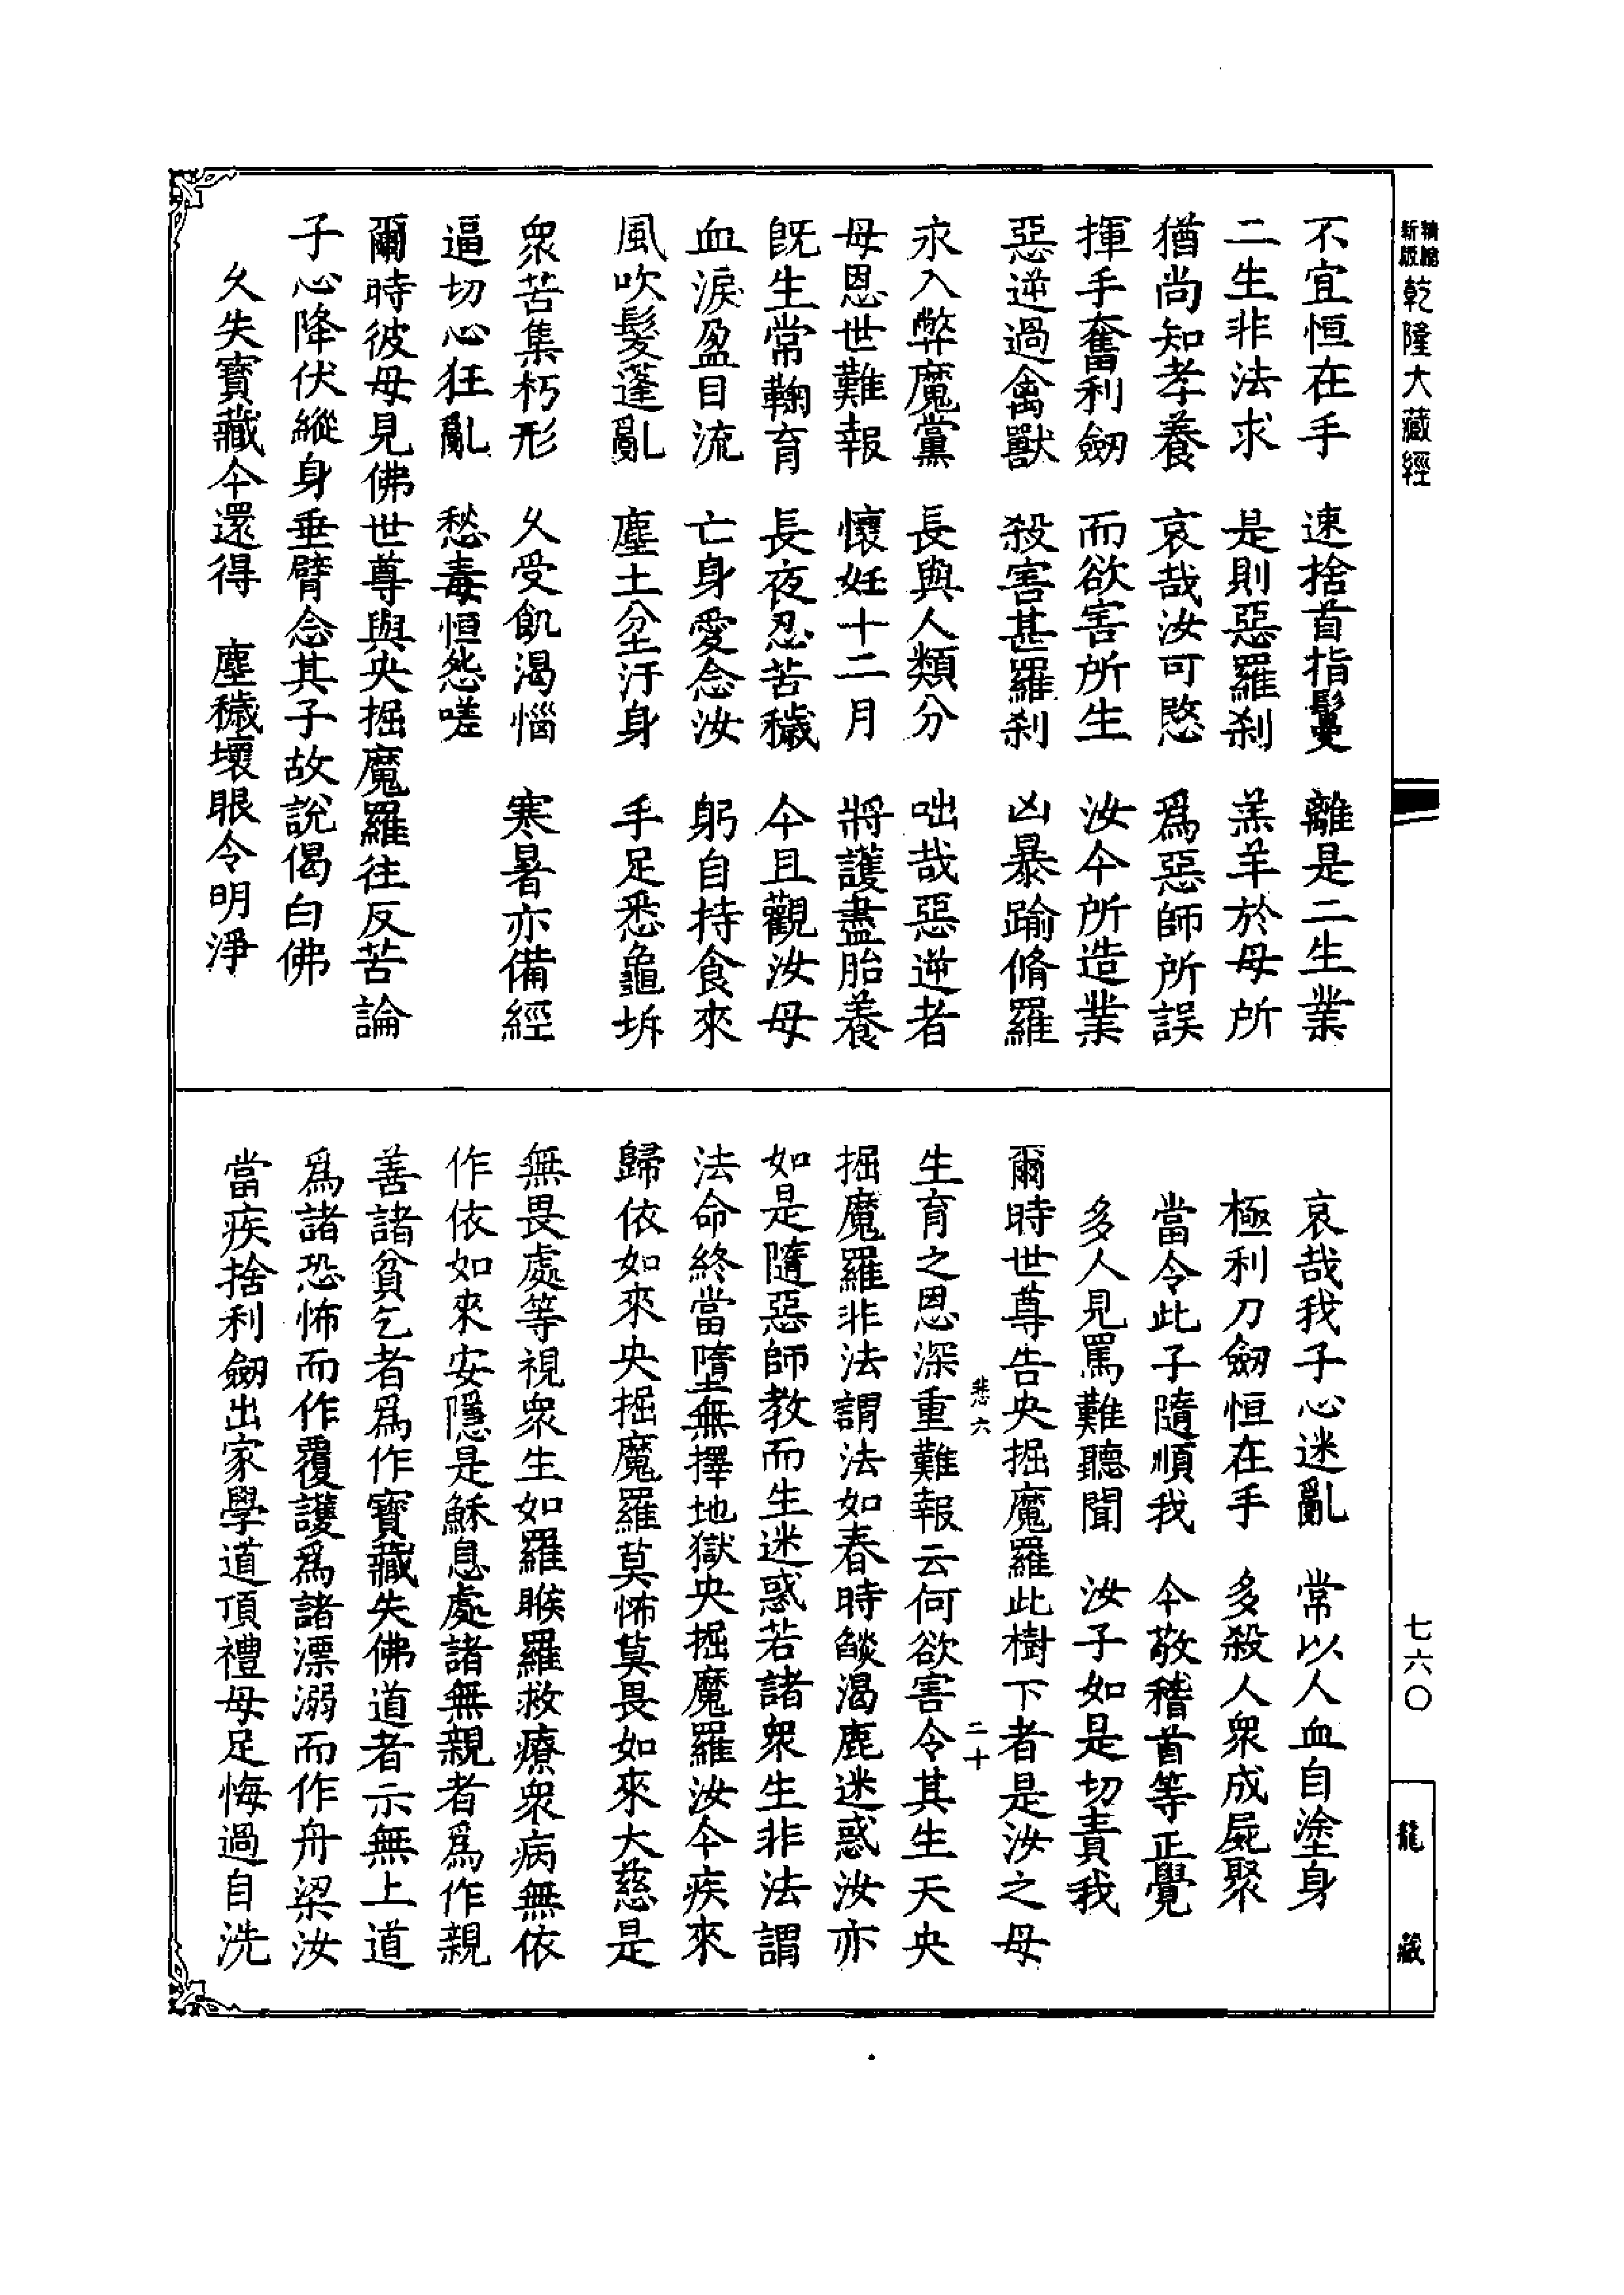 新版
精縮
乾隆大藏經
七六〇
龍藏
不宜恒在手　速捨首指鬘　離是二生業
二生非法求　是則惡羅刹　羔羊於母所
猶尚知孝養　哀哉汝可愍　爲惡師所誤
揮手奮利劒　而欲害所生　汝今所造業
惡逆過禽獸　殺害甚羅刹　凶暴踰脩羅
永入弊魔黨　長與人類分　咄哉惡逆者
母恩世難報　懷妊十二月　將護盡胎養
旣生常鞠育　長夜忍苦穢　今且觀汝母
血淚盈目流　亡身愛念汝　躬自持食來
風吹髮蓬亂　塵土坌汙身　手足悉龜坼
衆苦集朽形　久受飢渴惱　寒暑亦備經
逼切心狂亂　愁毒恒怨嗟
爾時彼母見佛世尊與央掘魔羅往反苦論
子心降伏縱身垂臂念其子故說偈白佛
久失寶藏今還得　塵穢壞眼令明淨
哀哉我子心迷亂　常以人血自塗身
極利刀劒恒在手　多殺人衆成屍聚
當令此子隨順我　今敬稽首等正覺
多人見罵難聽聞　汝子如是切責我
爾時世尊告央掘魔羅此樹下者是汝之母
悲六　二十
生育之恩深重難報云何欲害令其生天央
掘魔羅非法謂法如春時𦦨渴鹿迷惑汝亦
如是隨惡師教而生迷惑若諸衆生非法謂
法命終當墮無擇地獄央掘魔羅汝今疾來
歸依如來央掘魔羅莫怖莫畏如來大慈是
無畏處等視衆生如羅睺羅救療衆病無依
作依如來安隱是穌息處諸無親者爲作親
善諸貧乞者爲作寶藏失佛道者示無上道
爲諸恐怖而作覆護爲諸漂溺而作舟梁汝
當疾捨利劒出家學道頂禮母足悔過自洗